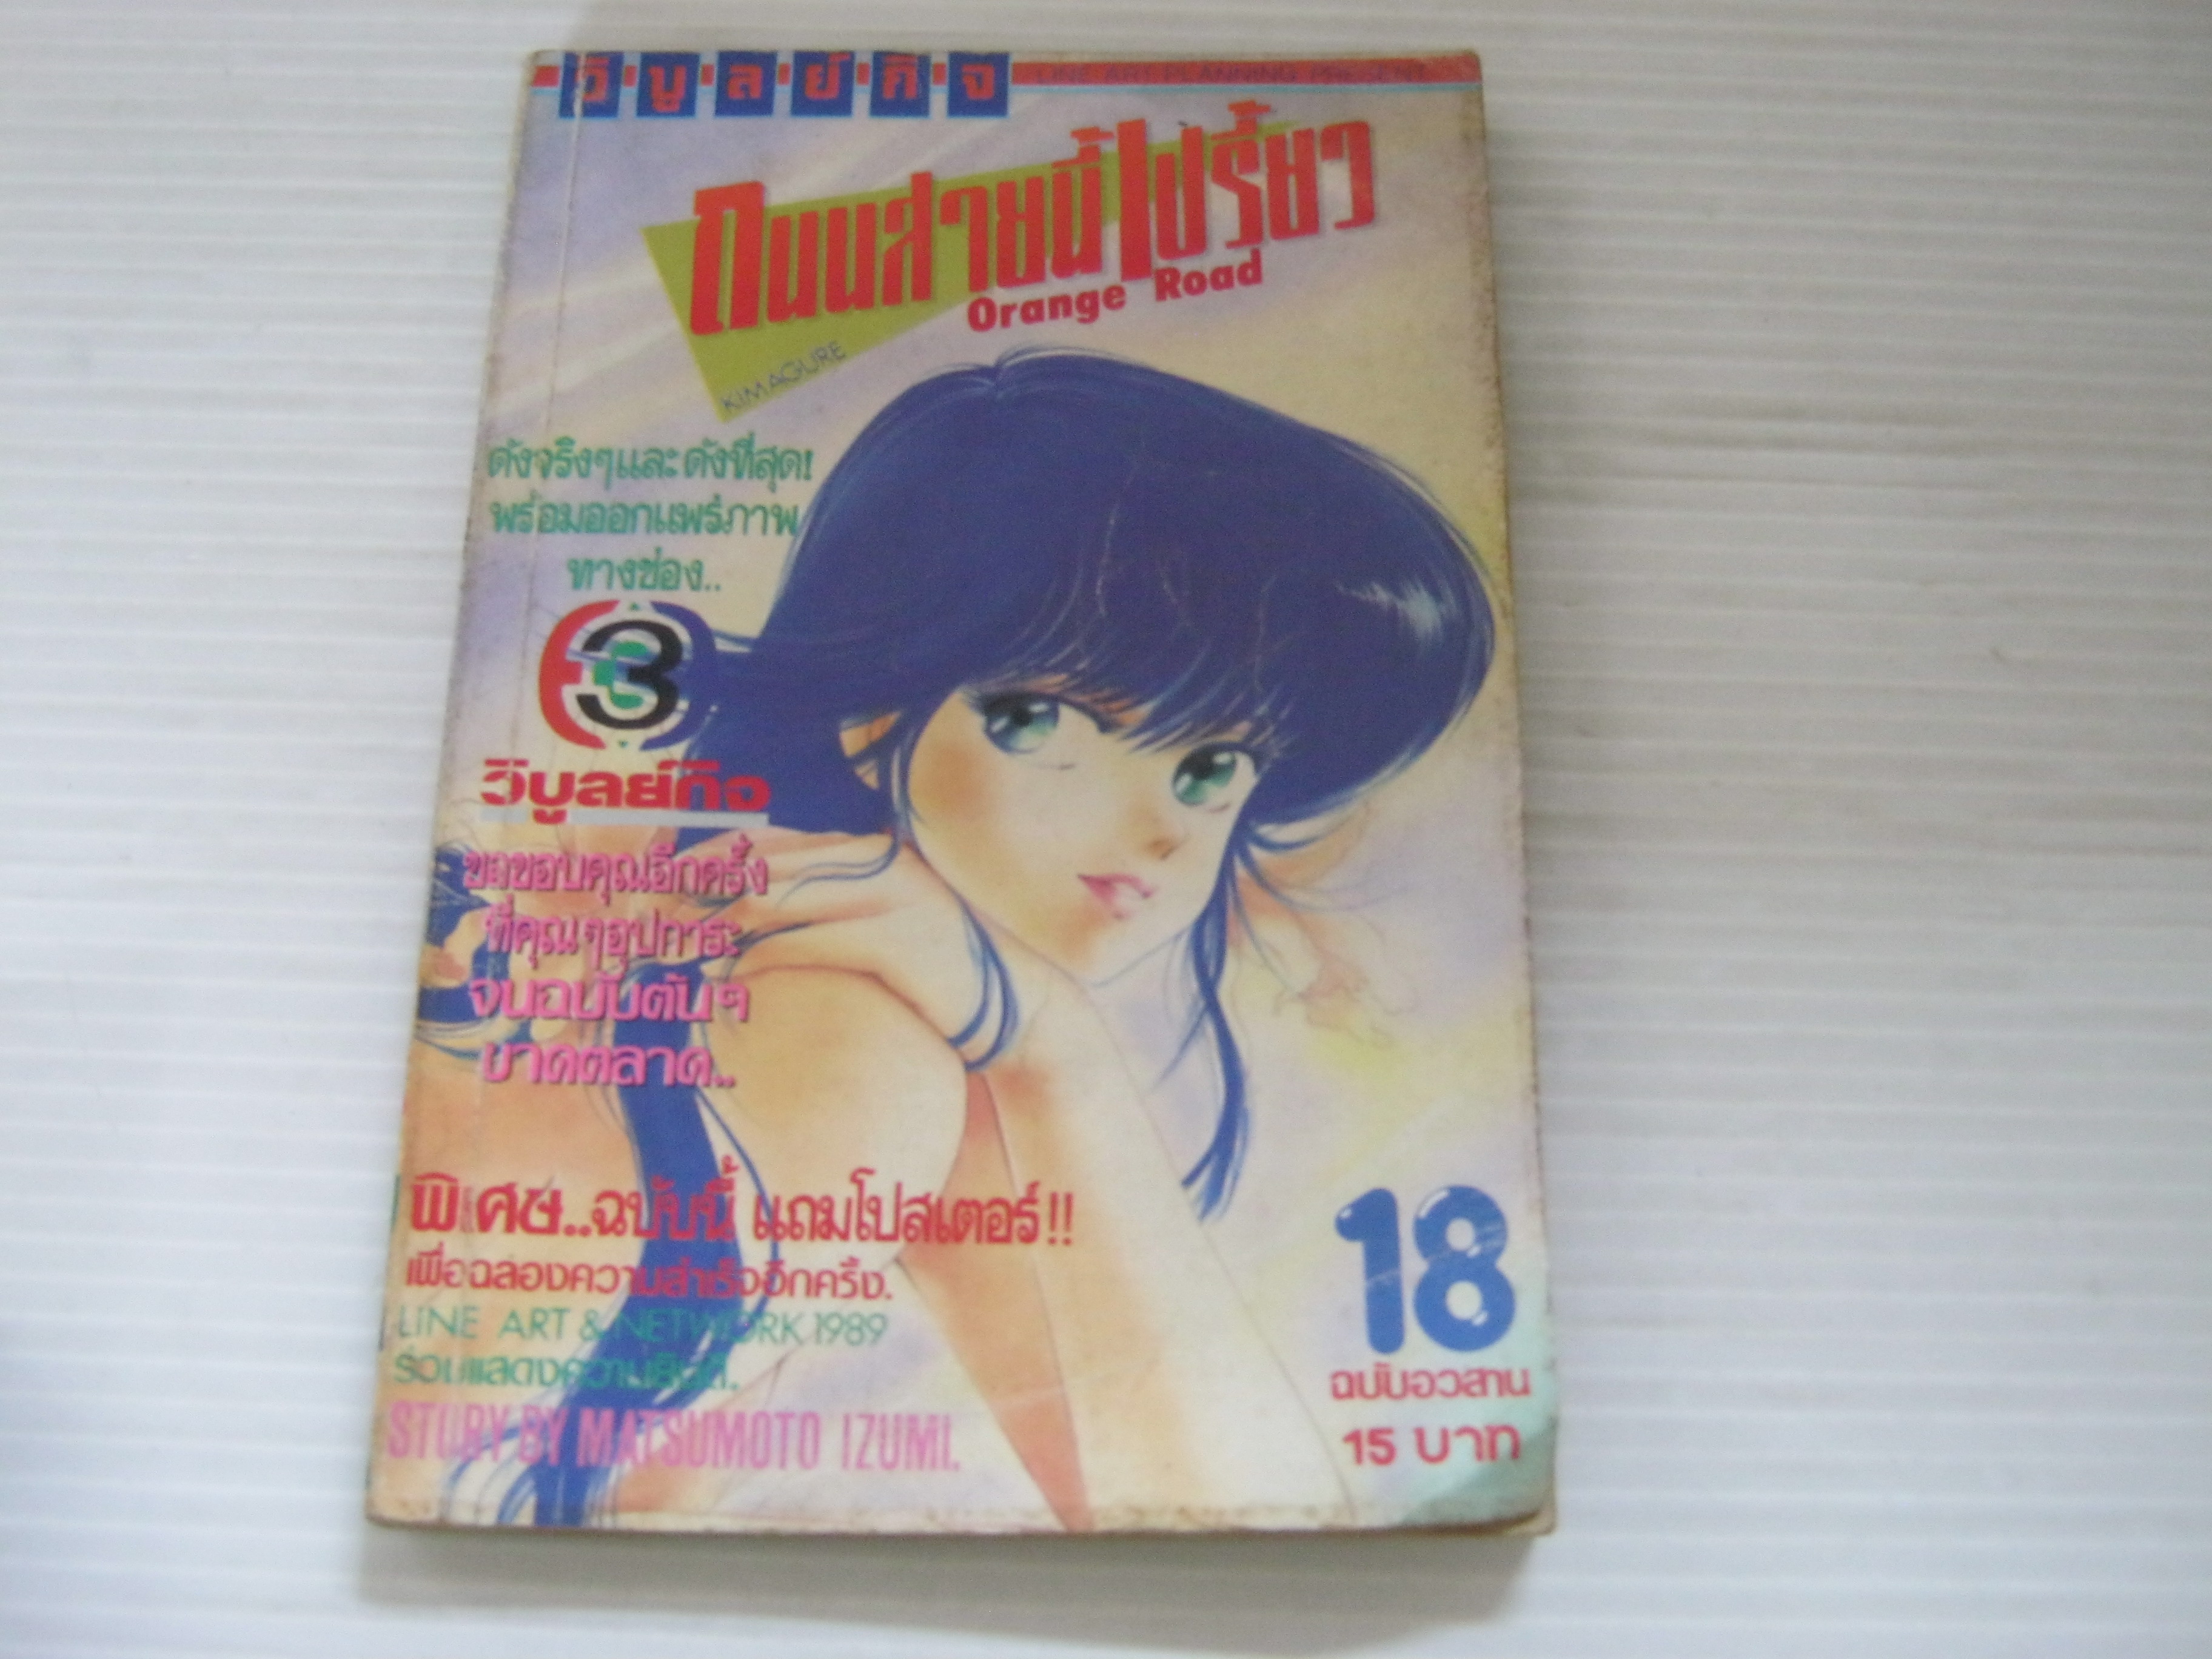 วิบูลย์กิจ
LINE ART PLANNING PRESENT
ถนนสายนี้เปรี้ยว
Orange Road
KIMAGURE
ดังจริงๆและดังที่สุด!
พร้อมออกแพร่ภาพ
ทางช่อง..
3
วิบูลย์กิจ
ขอขอบคุณอีกครั้ง
ที่คุณๆอุปการะ
จนฉบับต้นๆ
ขาดตลาด..
พิเศษ..ฉบับนี้ แถมโปสเตอร์!!
เพื่อฉลองความสำเร็จอีกครั้ง.
LINE ART & NETWORK 1989
ร่วมแสดงความยินดี.
STORY BY MATSUMOTO IZUMI.
18
ฉบับอวสาน
15 บาท